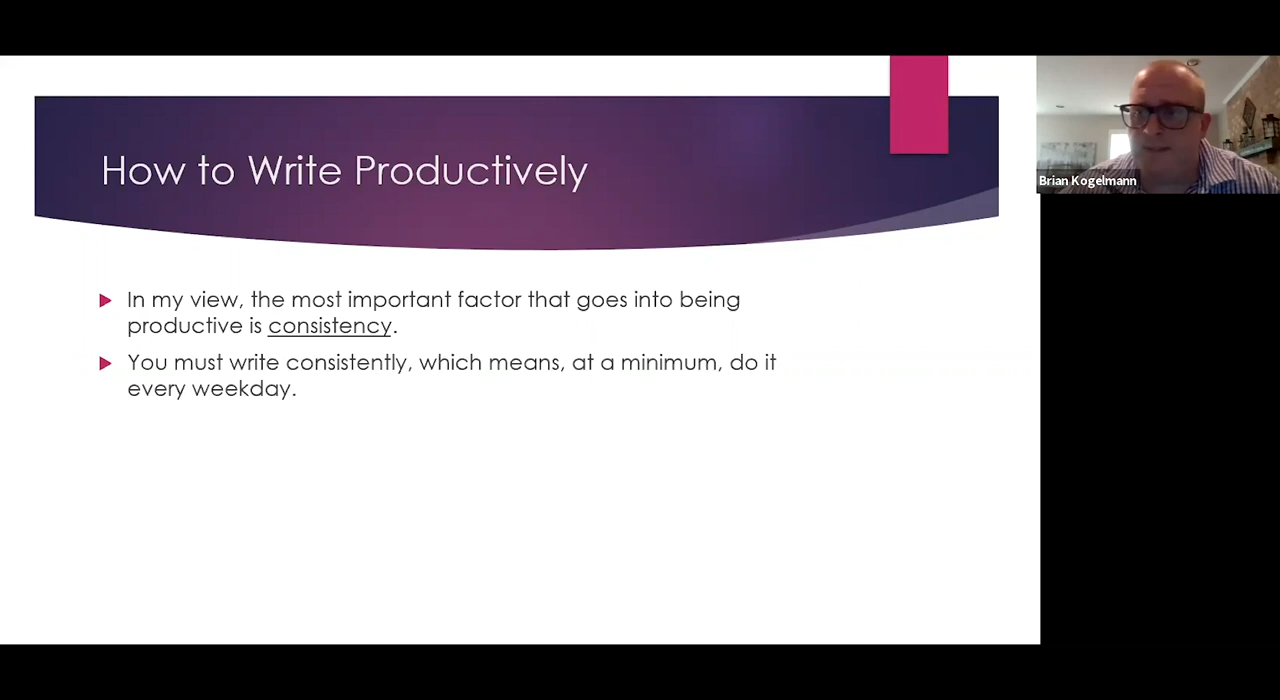 How to Write Productively
In my view, the most important factor that goes into being
productive is consistency.
You must write consistently, which means, at a minimum, do it
every weekday.
Brian Kogelmann